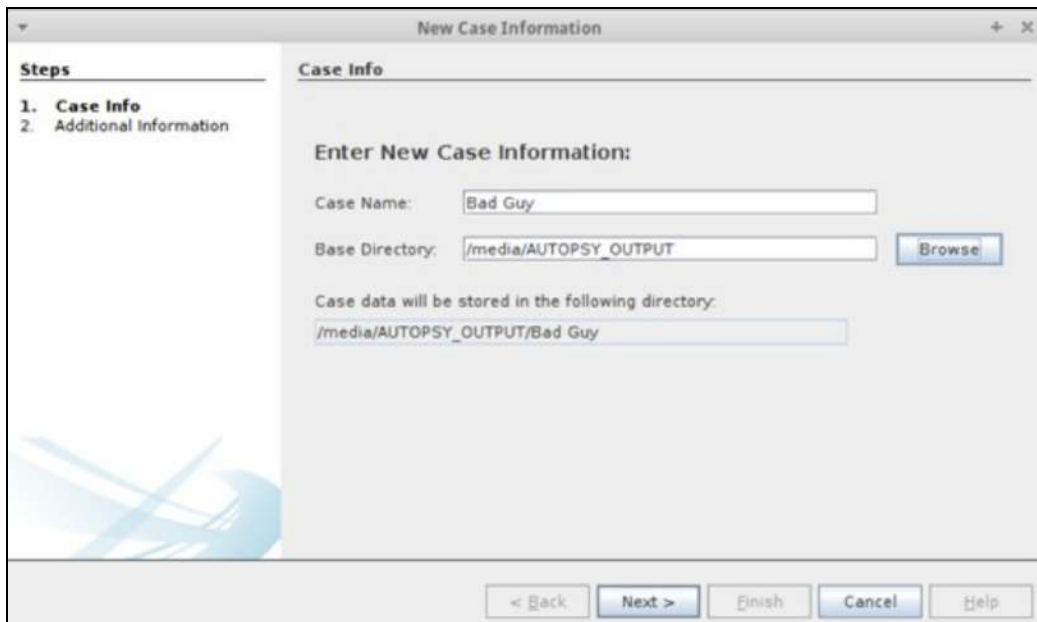 New Case Information
Steps
1. Case Info
2. Additional Information
Case Info
Enter New Case Information:
Case Name: Bad Guy
Base Directory: /media/AUTOPSY_OUTPUT Browse
Case data will be stored in the following directory:
/media/AUTOPSY_OUTPUT/Bad Guy
< Back Next > Finish Cancel Help